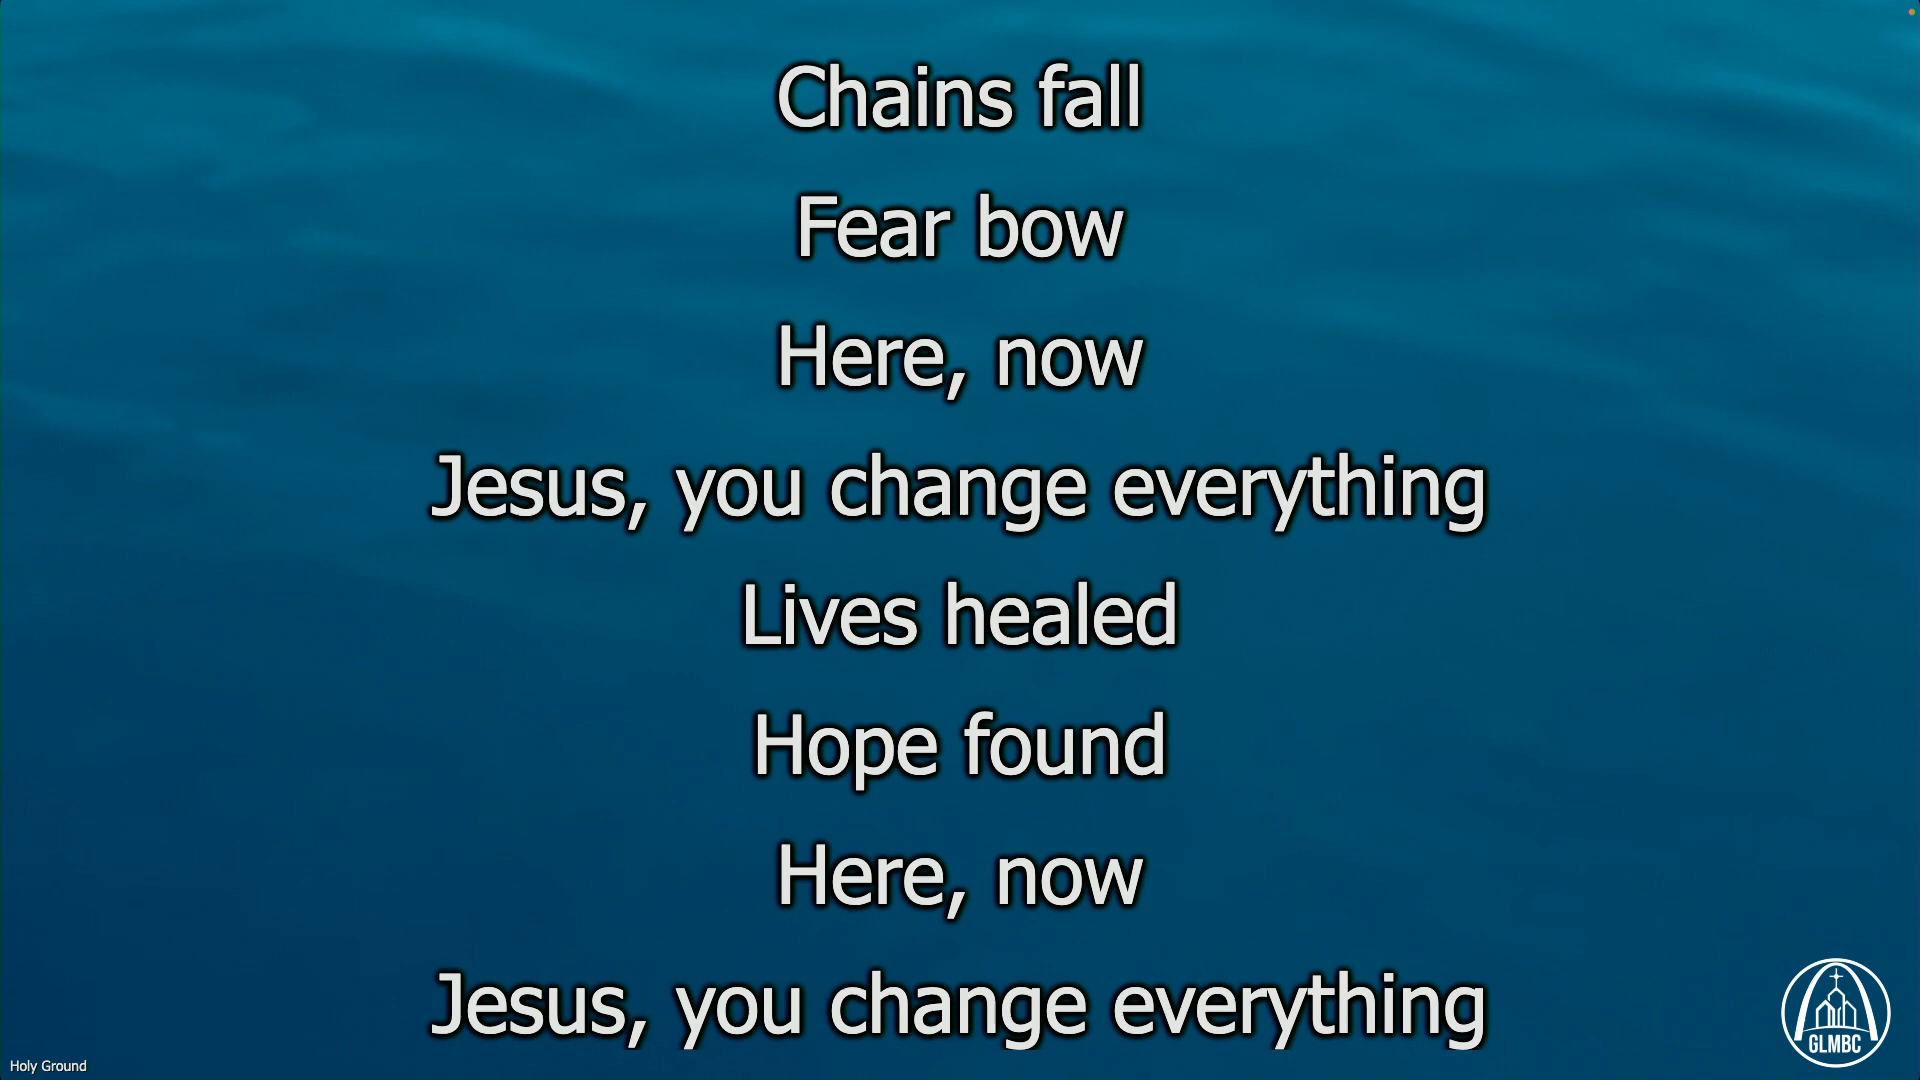 Chains fall
Fear bow
Here, now
Jesus, you change everything
Lives healed
Hope found
Here, now
Jesus, you change everything
Holy Ground
GLMBC